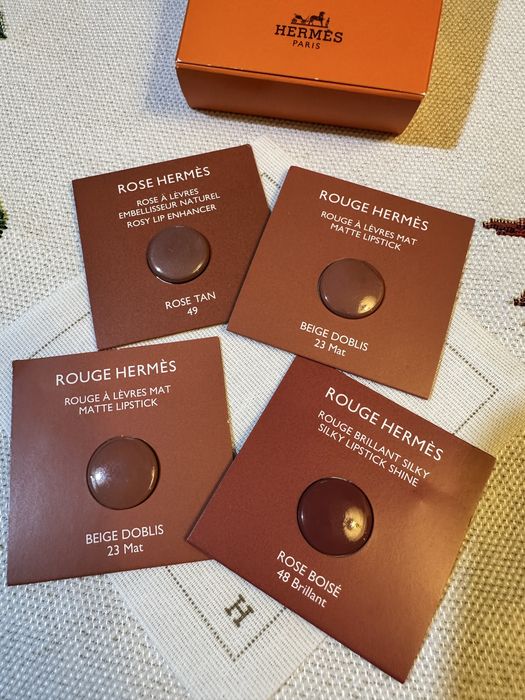 HERMÈS
PARIS
ROSE HERMÈS
ROSE À LÈVRES
EMBELLISSEUR NATUREL
ROSY LIP ENHANCER
ROSE TAN
49
ROUGE HERMÈS
ROUGE À LÈVRES MAT
MATTE LIPSTICK
BEIGE DOBLIS
23 Mat
ROUGE HERMÈS
ROUGE À LÈVRES MAT
MATTE LIPSTICK
BEIGE DOBLIS
23 Mat
ROUGE HERMÈS
ROUGE BRILLANT SILKY
SILKY LIPSTICK SHINE
ROSE BOISÉ
48 Brillant
H